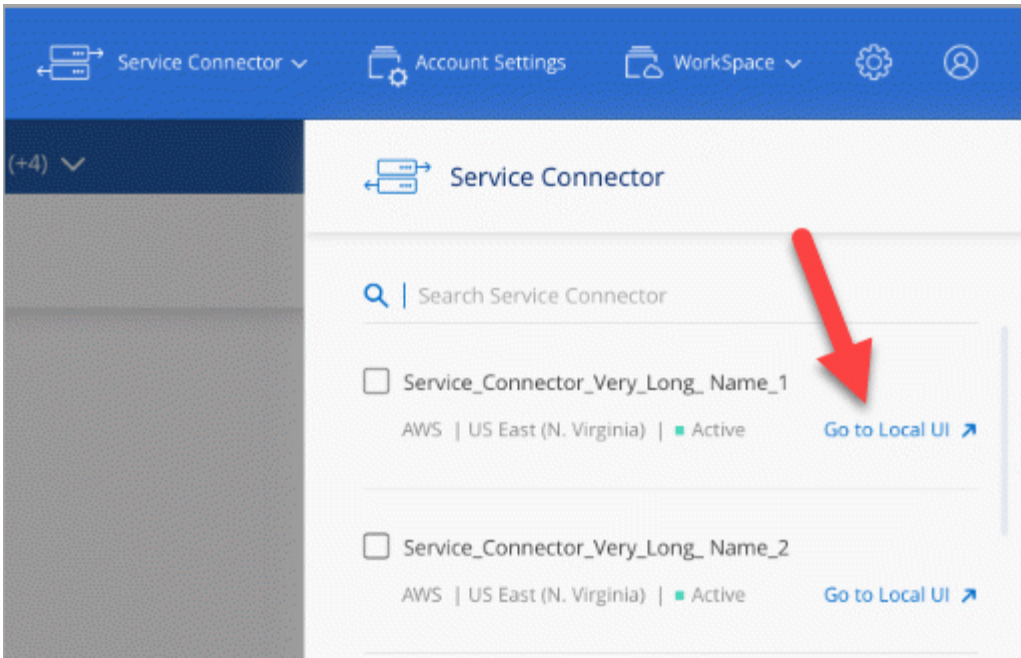 Service Connector Account Settings WorkSpace
(+4)
Service Connector
Search Service Connector
Service_Connector_Very_Long_ Name_1
AWS | US East (N. Virginia) | Active Go to Local UI
Service_Connector_Very_Long_ Name_2
AWS | US East (N. Virginia) | Active Go to Local UI